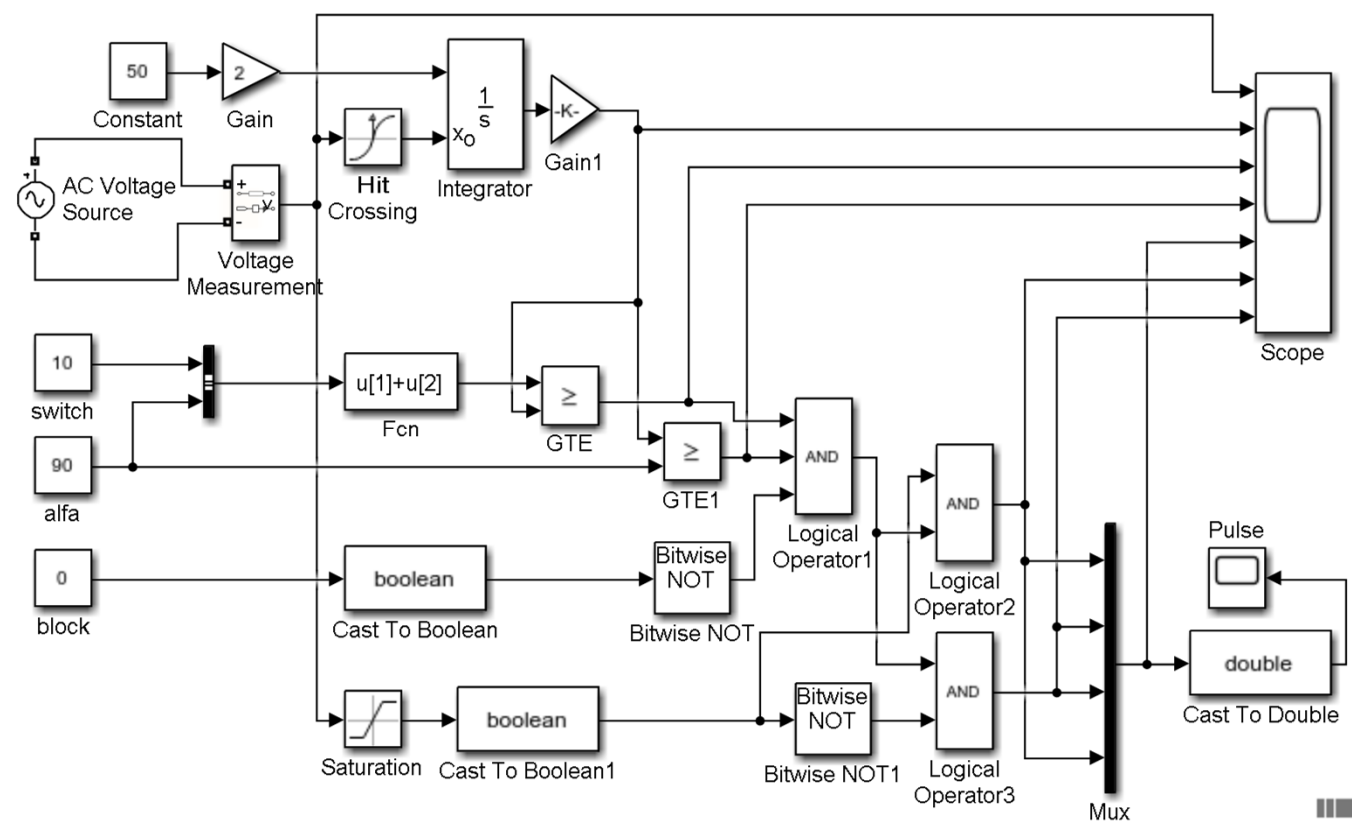 50
Constant
2
Gain
1
s
xo
Integrator
-K-
Gain1
Hit
Crossing
AC Voltage
Source
+
v
-
Voltage
Measurement
Scope
10
switch
u[1]+u[2]
Fcn
≥
GTE
≥
GTE1
90
alfa
AND
Logical
Operator1
AND
Logical
Operator2
0
block
boolean
Cast To Boolean
Bitwise
NOT
Bitwise NOT
Pulse
double
Cast To Double
Saturation
boolean
Cast To Boolean1
Bitwise
NOT
Bitwise NOT1
AND
Logical
Operator3
Mux